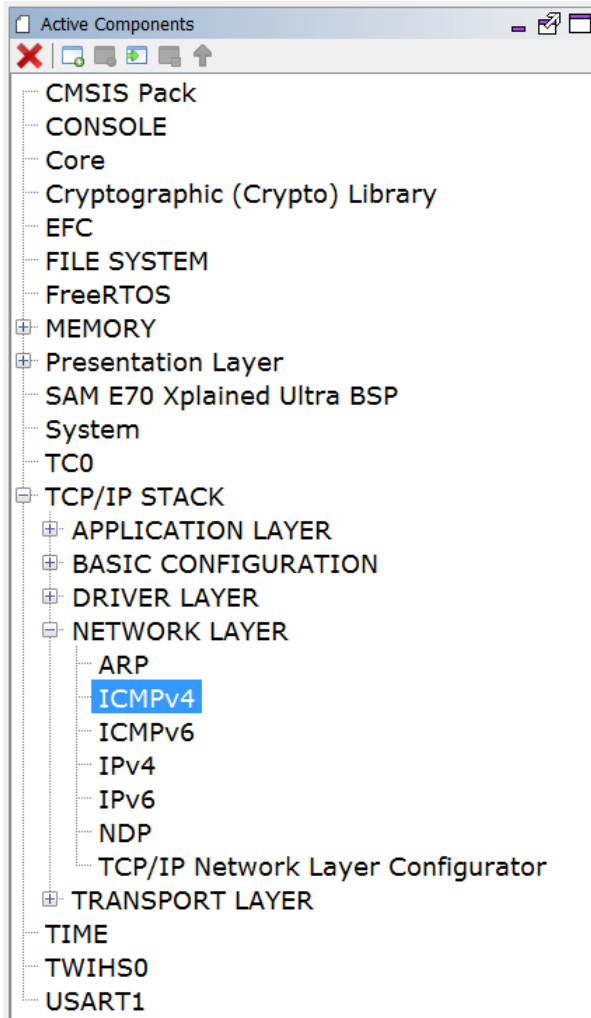 Active Components
CMSIS Pack
CONSOLE
Core
Cryptographic (Crypto) Library
EFC
FILE SYSTEM
FreeRTOS
MEMORY
Presentation Layer
SAM E70 Xplained Ultra BSP
System
TC0
TCP/IP STACK
APPLICATION LAYER
BASIC CONFIGURATION
DRIVER LAYER
NETWORK LAYER
ARP
ICMPv4
ICMPv6
IPv4
IPv6
NDP
TCP/IP Network Layer Configurator
TRANSPORT LAYER
TIME
TWIHS0
USART1